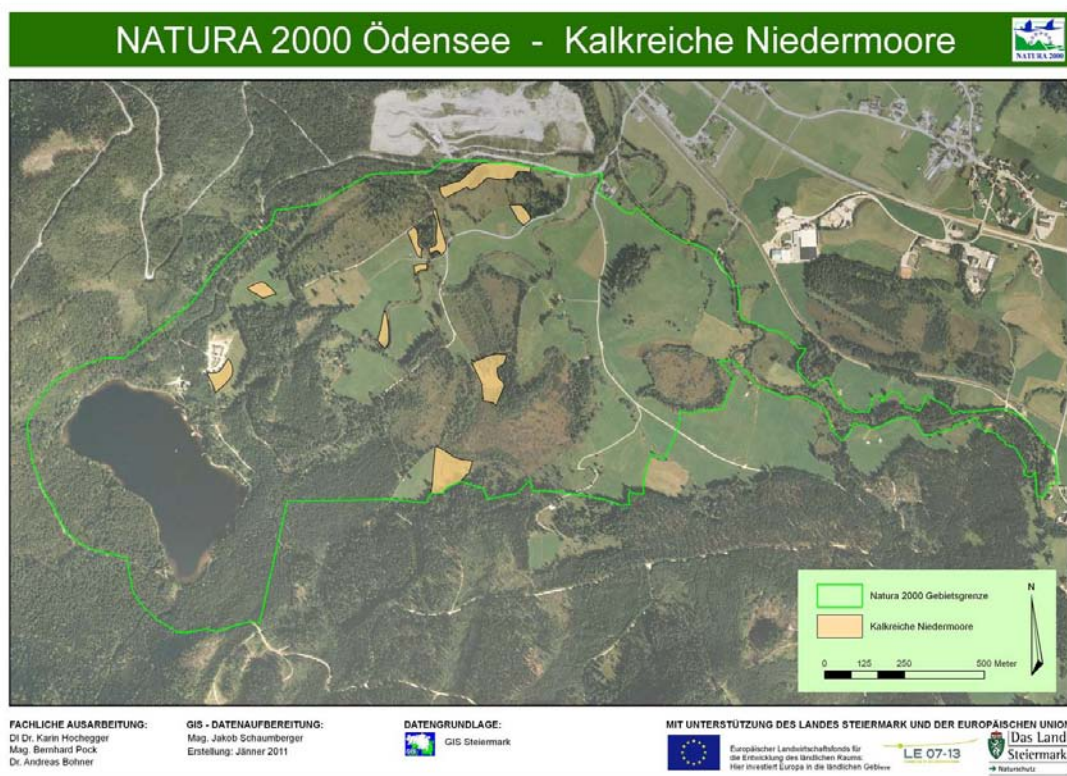 NATURA 2000 Ödensee - Kalkreiche Niedermoore
NATURA 2000
Natura 2000 Gebietsgrenze
Kalkreiche Niedermoore
N
0 125 250 500 Meter
FACHLICHE AUSARBEITUNG:
DI Dr. Karin Hochegger
Mag. Bernhard Pock
Dr. Andreas Bohner
GIS - DATENAUFBEREITUNG:
Mag. Jakob Schaumberger
Erstellung: Jänner 2011
DATENGRUNDLAGE:
GIS
GIS Steiermark
MIT UNTERSTÜTZUNG DES LANDES STEIERMARK UND DER EUROPÄISCHEN UNION
Europäischer Landwirtschaftsfonds für
die Entwicklung des ländlichen Raums:
Hier investiert Europa in die ländlichen Gebiete
LE 07-13
Das Land
Steiermark
→ Naturschutz